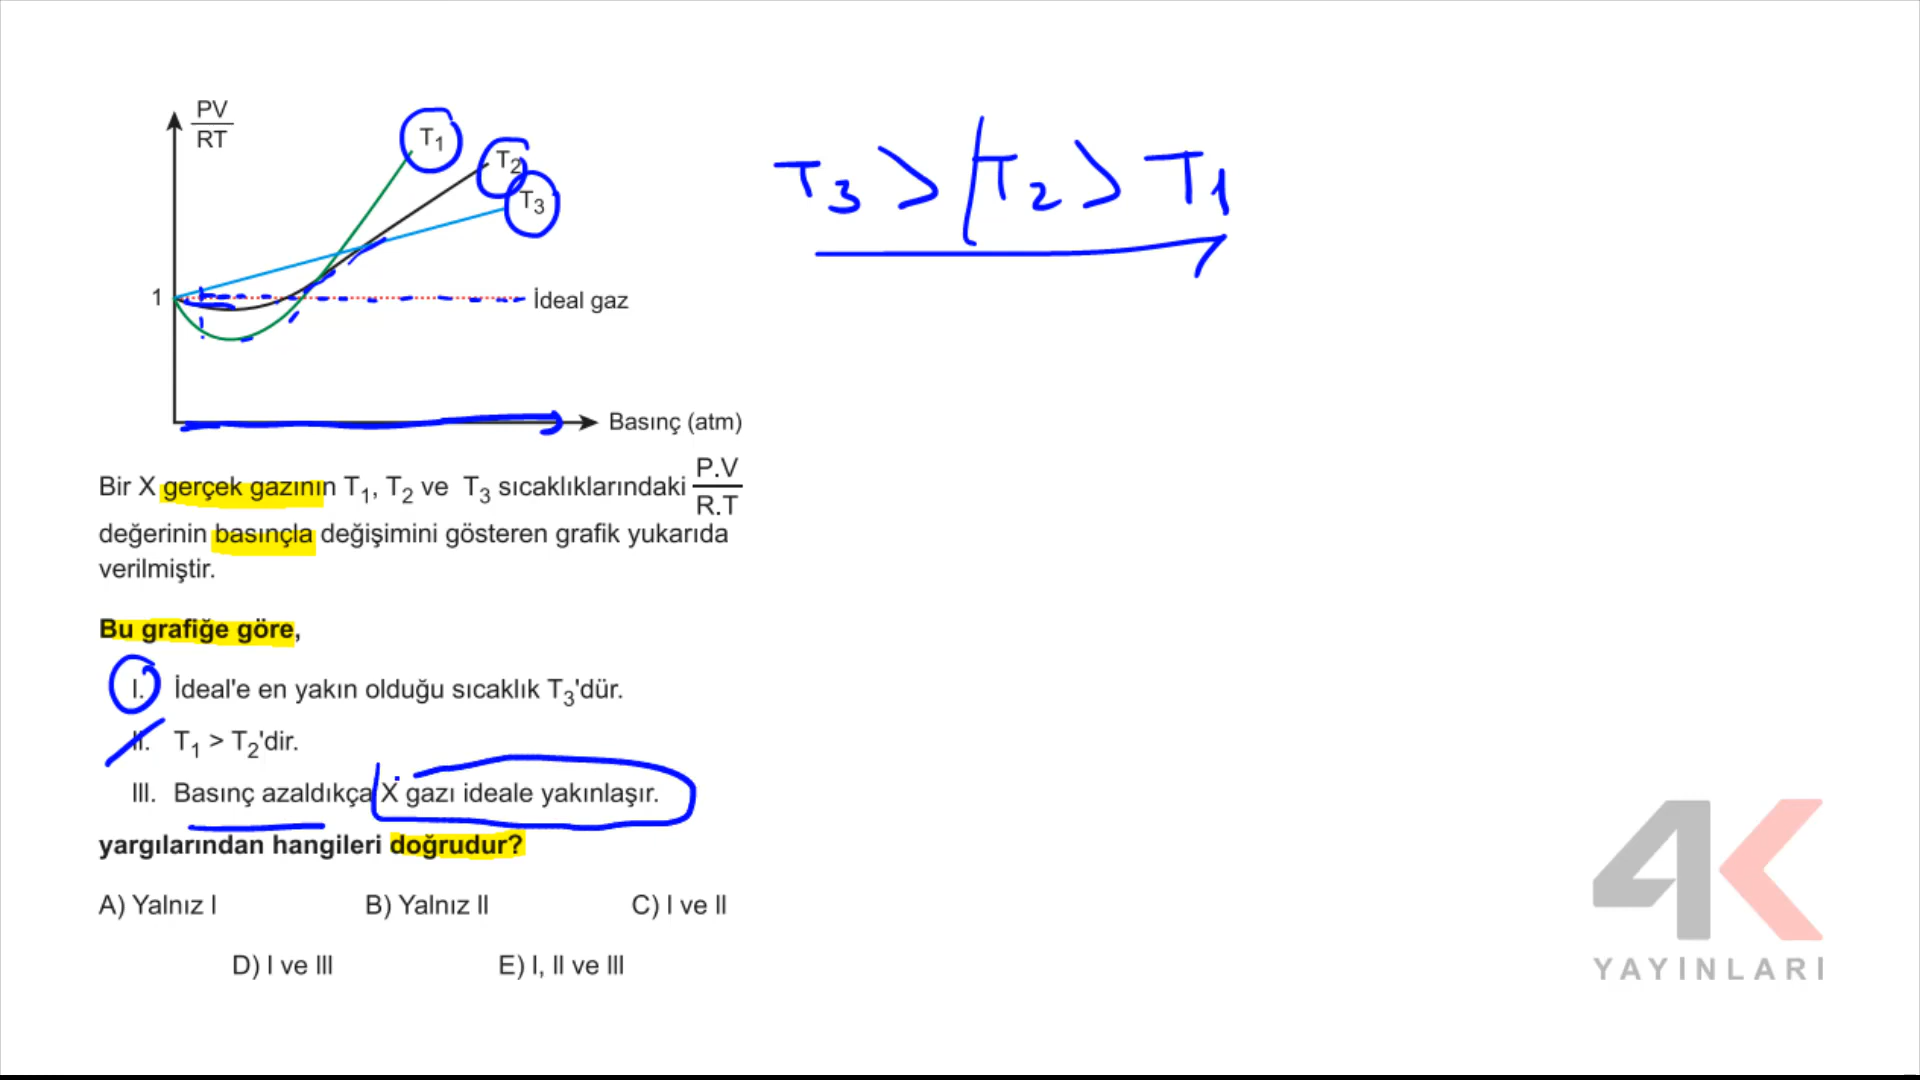 PV
RT
T1
T2
T3
T3 > T2 > T1
1
İdeal gaz
Basınç (atm)
Bir X gerçek gazının T1, T2 ve T3 sıcaklıklarındaki P.V
R.T
değerinin basınçla değişimini gösteren grafik yukarıda
verilmiştir.
Bu grafiğe göre,
I. İdeal'e en yakın olduğu sıcaklık T3'dür.
II. T1 > T2'dir.
III. Basınç azaldıkça X gazı ideale yakınlaşır.
yargılarından hangileri doğrudur?
A) Yalnız I B) Yalnız II C) I ve II
D) I ve III E) I, II ve III
4K
YAYINLARI